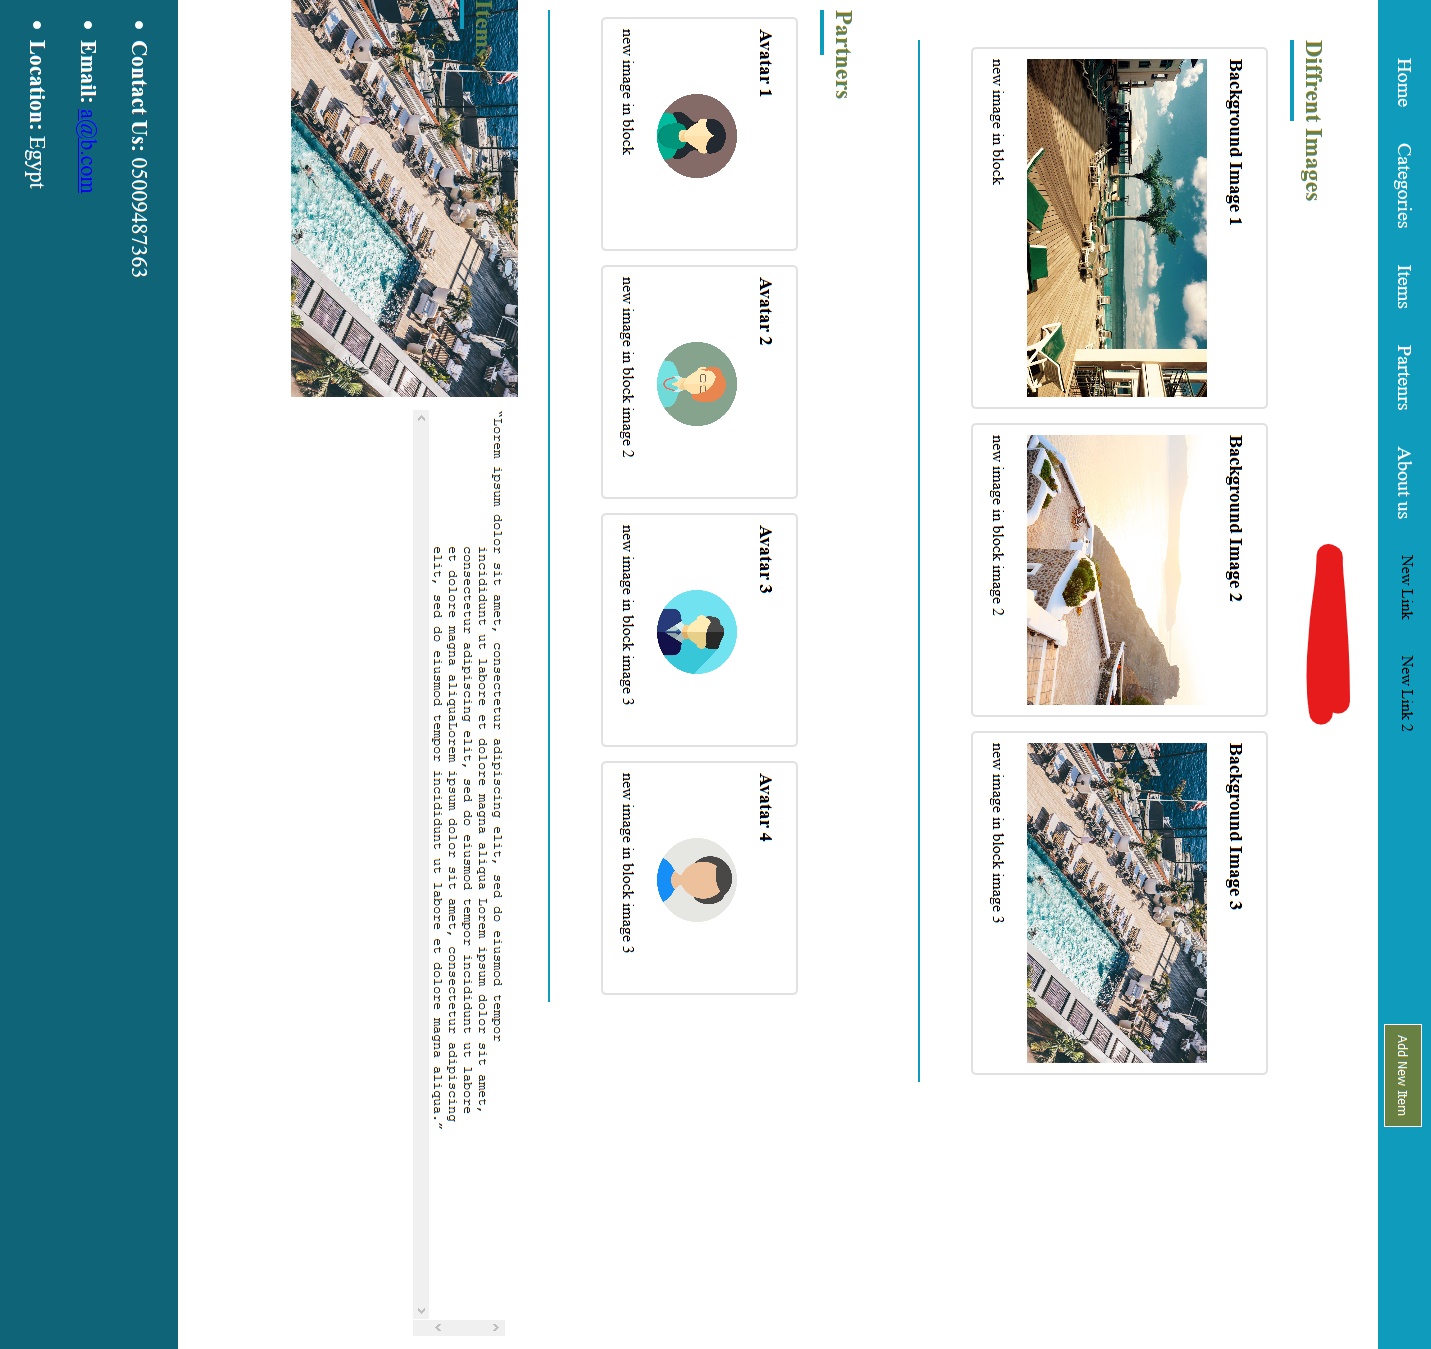 Home Categories Items Partenrs About us New Link New Link 2 Add New Item
Diffrent Images
Background Image 1 Background Image 2 Background Image 3
new image in block new image in block image 2 new image in block image 3
Partners
Avatar 1 Avatar 2 Avatar 3 Avatar 4
new image in block new image in block image 2 new image in block image 3 new image in block image 3
Items
“Lorem ipsum dolor sit amet, consectetur adipiscing elit, sed do eiusmod tempor
incididunt ut labore et dolore magna aliqua Lorem ipsum dolor sit amet,
consectetur adipiscing elit, sed do eiusmod tempor incididunt ut labore
et dolore magna aliquaLorem ipsum dolor sit amet, consectetur adipiscing
elit, sed do eiusmod tempor incididunt ut labore et dolore magna aliqua.”
Contact Us: 05009487363
Email: a@b.com
Location: Egypt